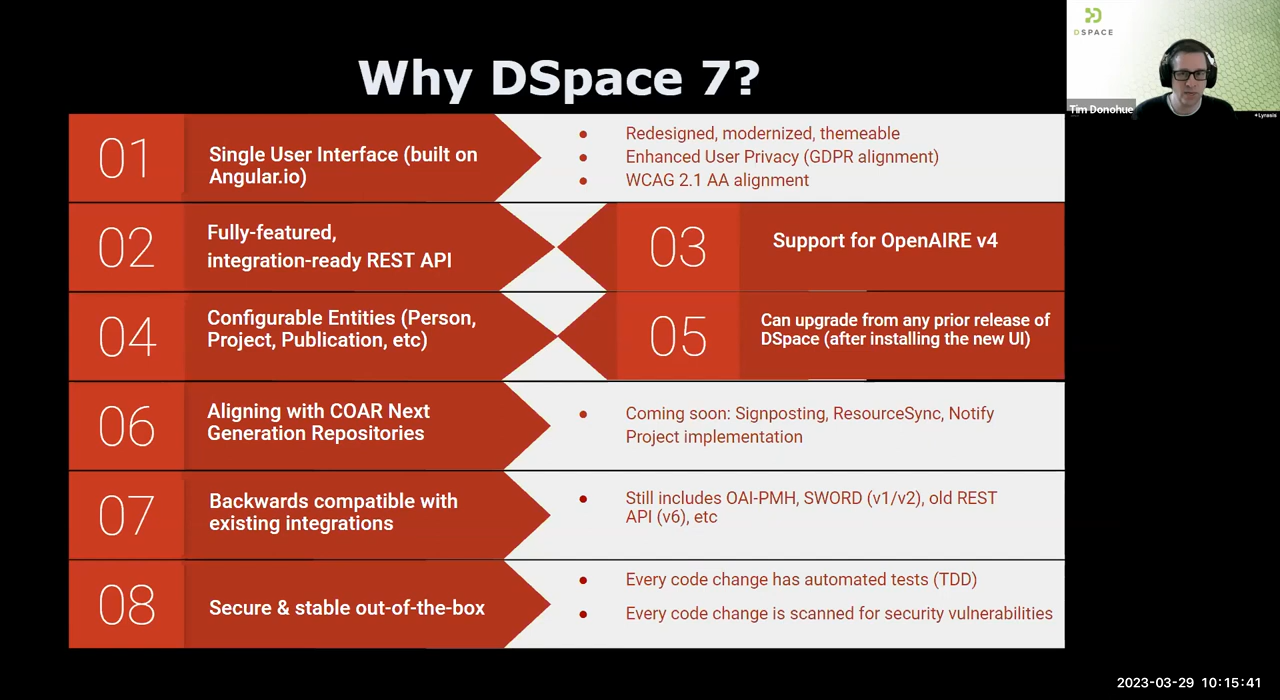 Why DSpace 7?
01
Single User Interface (built on
Angular.io)
Redesigned, modernized, themeable
Enhanced User Privacy (GDPR alignment)
WCAG 2.1 AA alignment
02
Fully-featured,
integration-ready REST API
03
Support for OpenAIRE v4
04
Configurable Entities (Person,
Project, Publication, etc)
05
Can upgrade from any prior release of
DSpace (after installing the new UI)
06
Aligning with COAR Next
Generation Repositories
Coming soon: Signposting, ResourceSync, Notify
Project implementation
07
Backwards compatible with
existing integrations
Still includes OAI-PMH, SWORD (v1/v2), old REST
API (v6), etc
08
Secure & stable out-of-the-box
Every code change has automated tests (TDD)
Every code change is scanned for security vulnerabilities
DSPACE
Tim Donohue
Lyrasis
2023-03-29 10:15:41